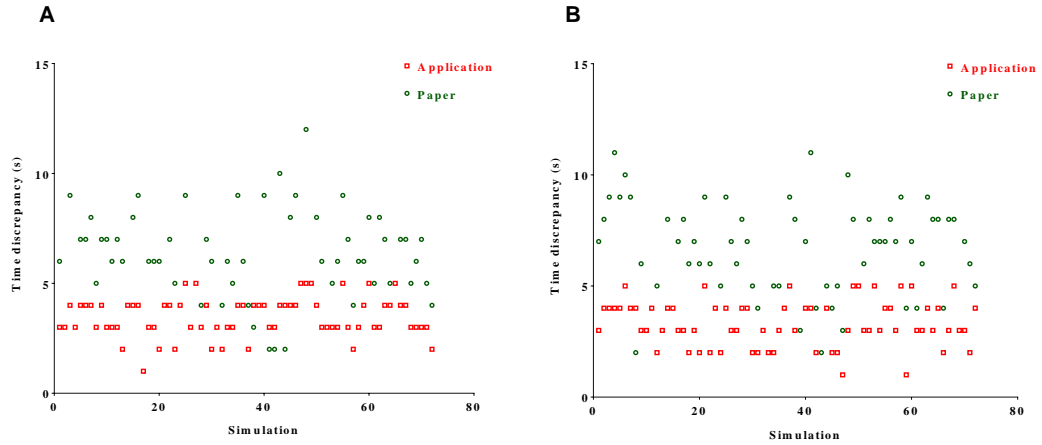 A
15
10
5
0
0
20
40
60
80
Time discrepancy (s)
Simulation
Application
Paper
B
15
10
5
0
0
20
40
60
80
Time discrepancy (s)
Simulation
Application
Paper